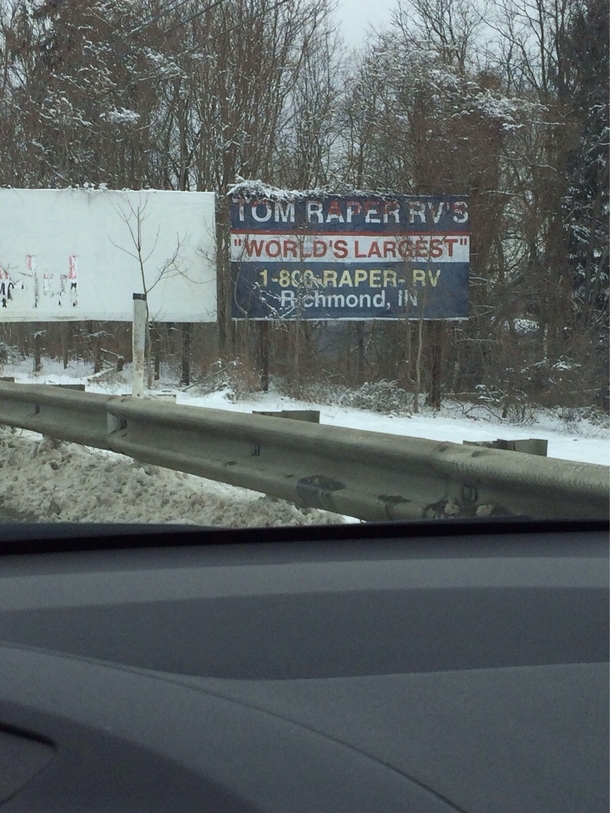 TOM RAPER RV'S
"WORLD'S LARGEST"
1-800-RAPER-RV
Richmond, IN